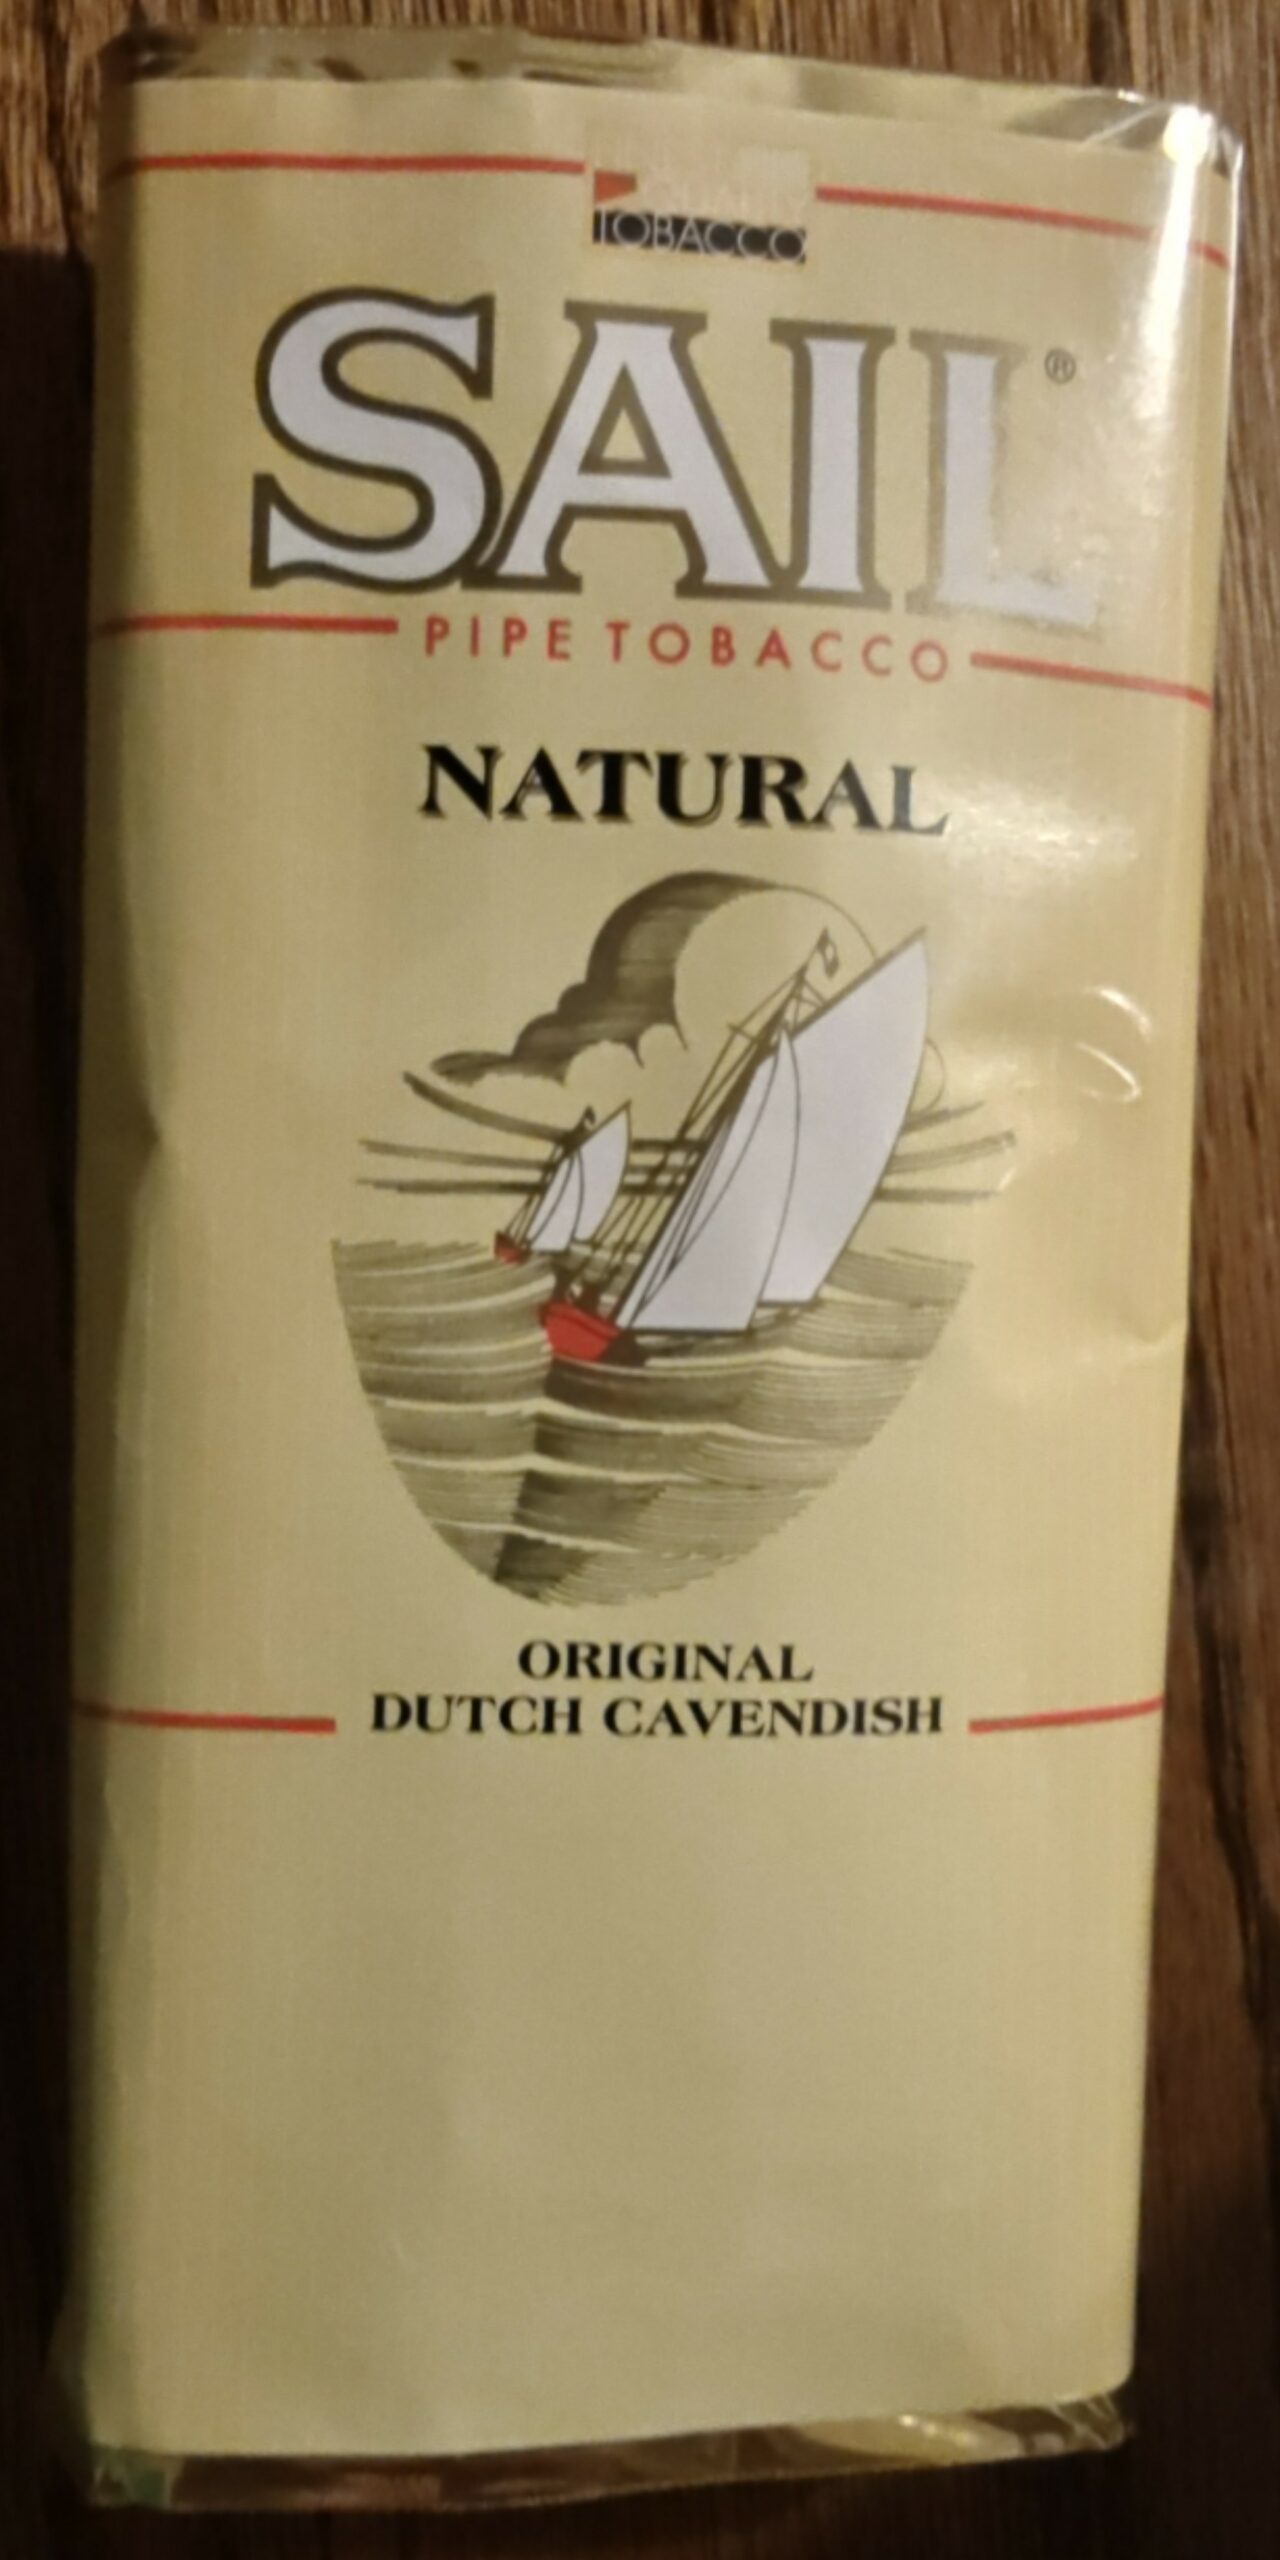 TOBACCO
SAIL®
PIPE TOBACCO
NATURAL
ORIGINAL
DUTCH CAVENDISH